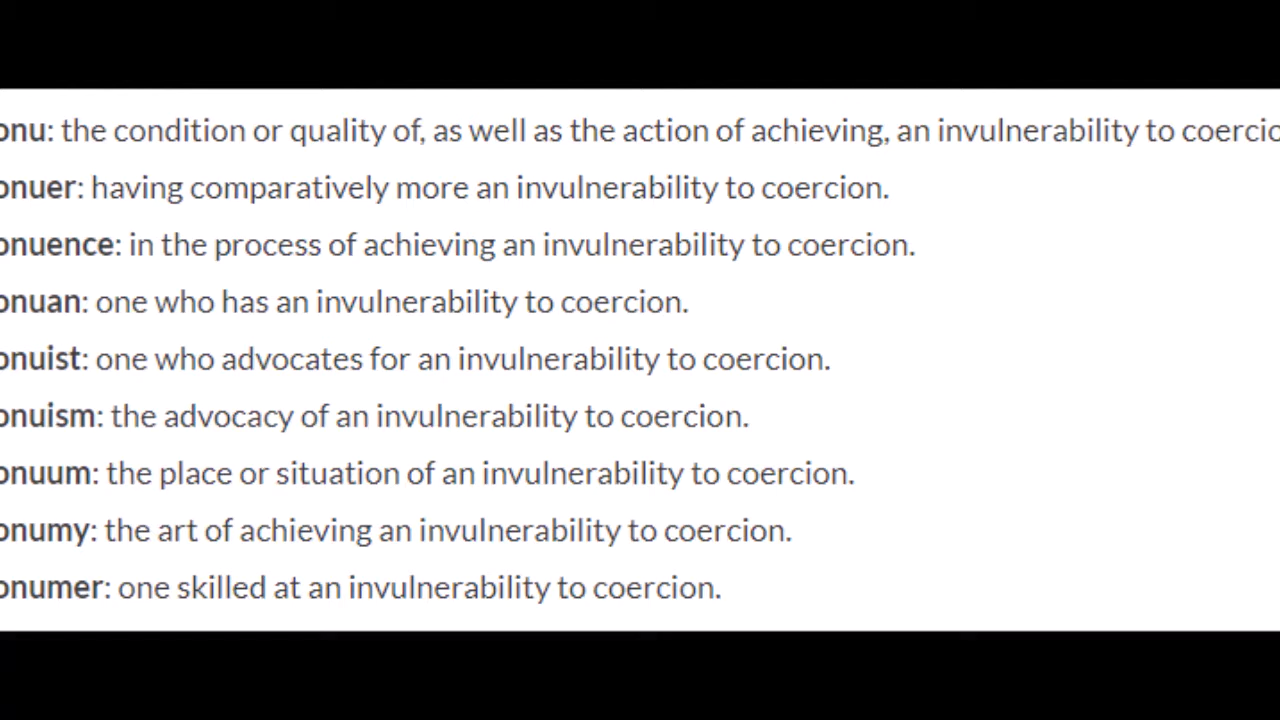 onu: the condition or quality of, as well as the action of achieving, an invulnerability to coercio
onuer: having comparatively more an invulnerability to coercion.
onuence: in the process of achieving an invulnerability to coercion.
onuan: one who has an invulnerability to coercion.
onuist: one who advocates for an invulnerability to coercion.
onuism: the advocacy of an invulnerability to coercion.
onuum: the place or situation of an invulnerability to coercion.
onumy: the art of achieving an invulnerability to coercion.
onumer: one skilled at an invulnerability to coercion.